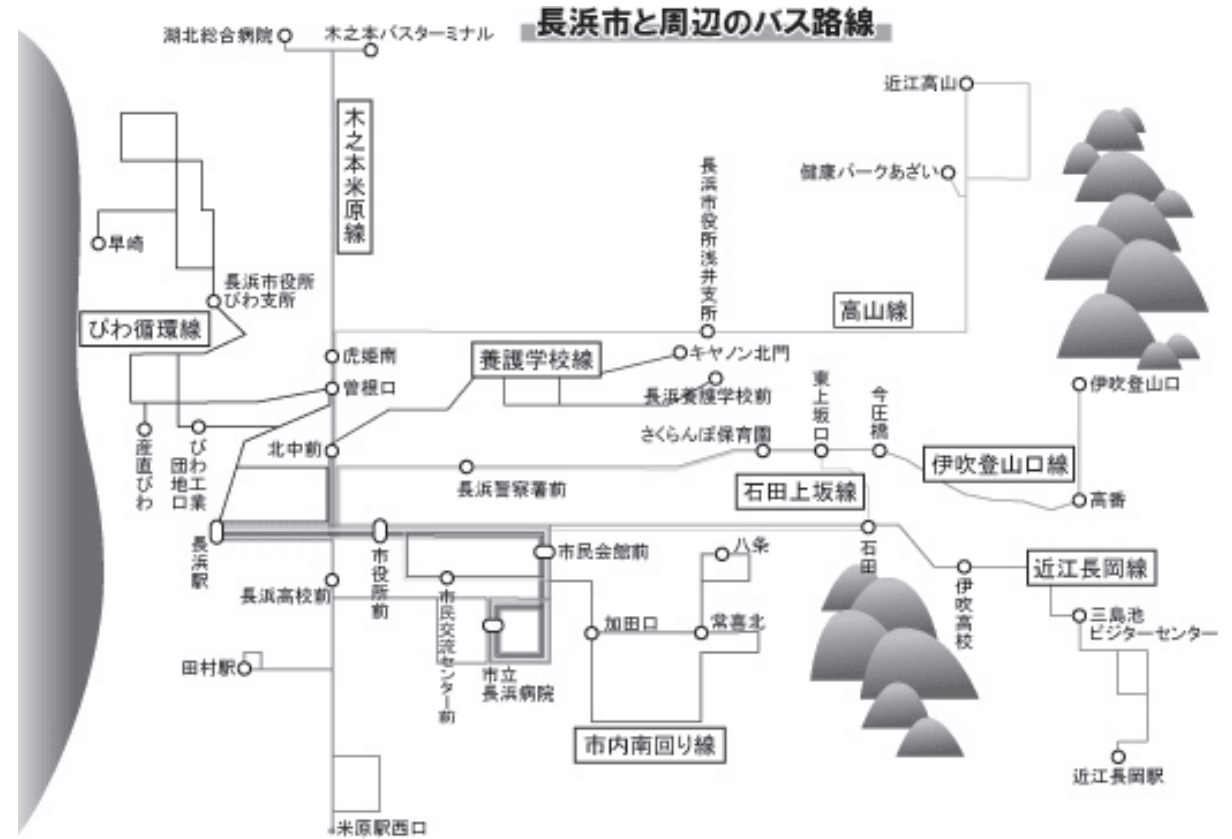 長浜市と周辺のバス路線
湖北総合病院
木之本バスターミナル
近江高山
木之本米原線
健康パークあざい
長浜市役所浅井支所
早崎
長浜市役所
びわ支所
高山線
びわ循環線
虎姫南
養護学校線
キヤノン北門
曽根口
長浜養護学校前
東上坂口
今庄橋
伊吹登山口
さくらんぼ保育園
北中前
産直びわ
びわ工業
団地口
長浜警察署前
石田上坂線
伊吹登山口線
高番
長浜駅
市役所前
市民会館前
八条
石田
伊吹高校
近江長岡線
長浜高校前
市民交流センター前
加田口
常喜北
三島池
ビジターセンター
田村駅
市立
長浜病院
市内南回り線
近江長岡駅
米原駅西口